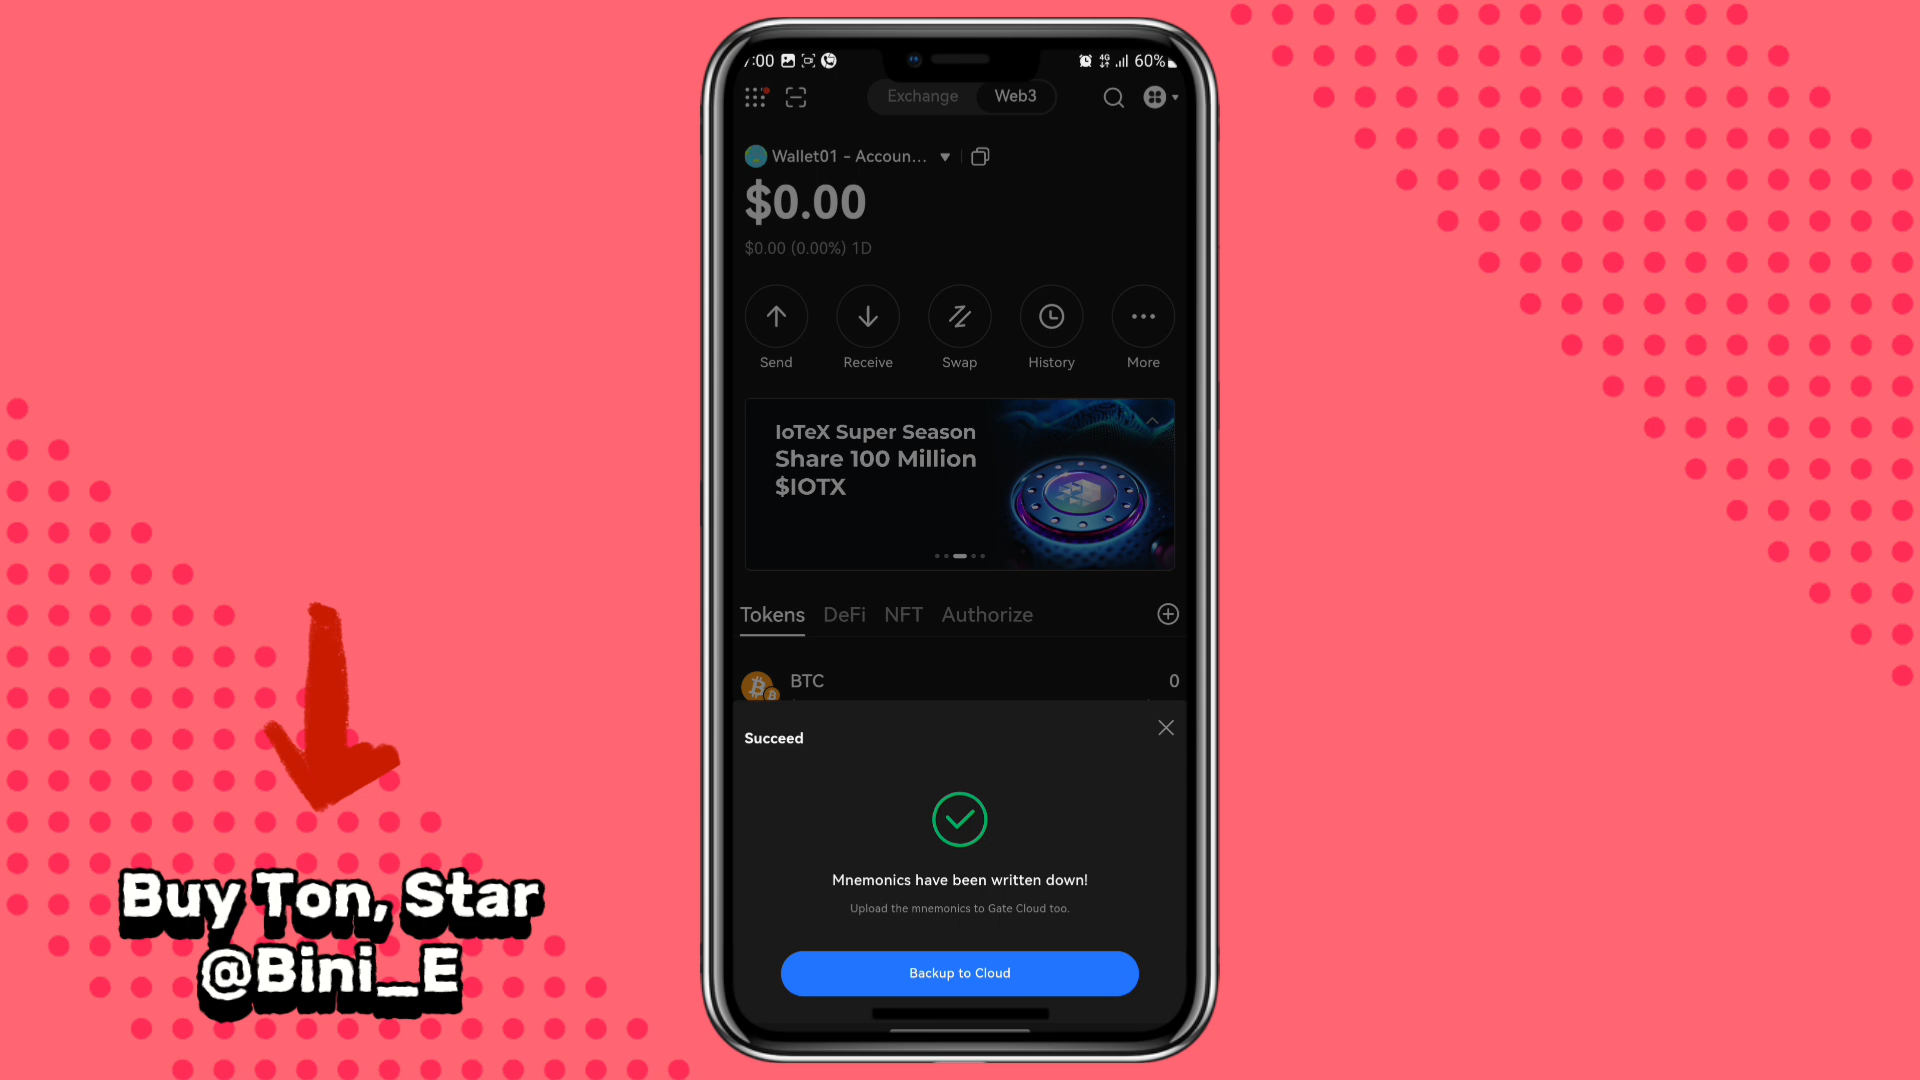 :00
4G
60%
Exchange
Web3
Wallet01 - Accoun...
$0.00
$0.00 (0.00%) 1D
Send
Receive
Swap
History
More
IoTeX Super Season
Share 100 Million
$IOTX
Tokens
DeFi
NFT
Authorize
BTC
0
Succeed
Mnemonics have been written down!
Upload the mnemonics to Gate Cloud too.
Backup to Cloud
Buy Ton, Star
@Bini_E